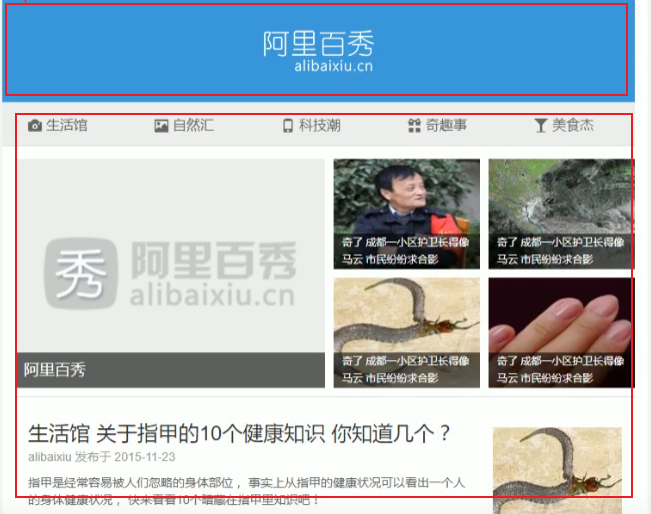 阿里百秀
alibaixiu.cn
生活馆
自然汇
科技潮
奇趣事
美食杰
秀
阿里百秀
alibaixiu.cn
阿里百秀
奇了 成都一小区护卫长得像
马云 市民纷纷求合影
奇了 成都一小区护卫长得像
马云 市民纷纷求合影
奇了 成都一小区护卫长得像
马云 市民纷纷求合影
奇了 成都一小区护卫长得像
马云 市民纷纷求合影
生活馆 关于指甲的10个健康知识 你知道几个？
alibaixiu 发布于 2015-11-23
指甲是经常容易被人们忽略的身体部位， 事实上从指甲的健康状况可以看出一个人
的身体健康状况， 快来看看10个暗藏在指甲里知识吧！